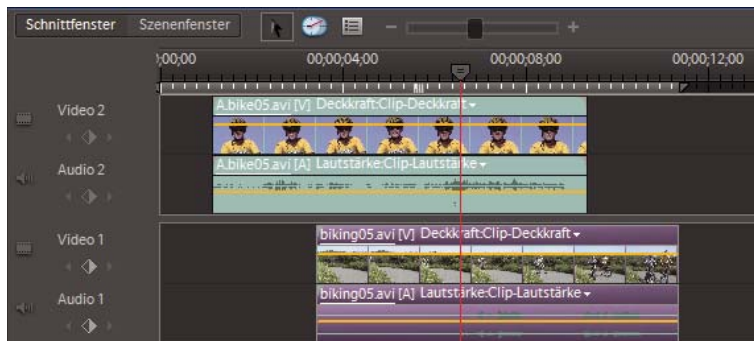 Schnittfenster Szenenfenster
;00;00 00;00;04;00 00;00;08;00 00;00;12;00
Video 2
A.bike05.avi [V] Deckkraft:Clip-Deckkraft
Audio 2
A.bike05.avi [A] Lautstärke:Clip-Lautstärke
Video 1
biking05.avi [V] Deckkraft:Clip-Deckkraft
Audio 1
biking05.avi [A] Lautstärke:Clip-Lautstärke